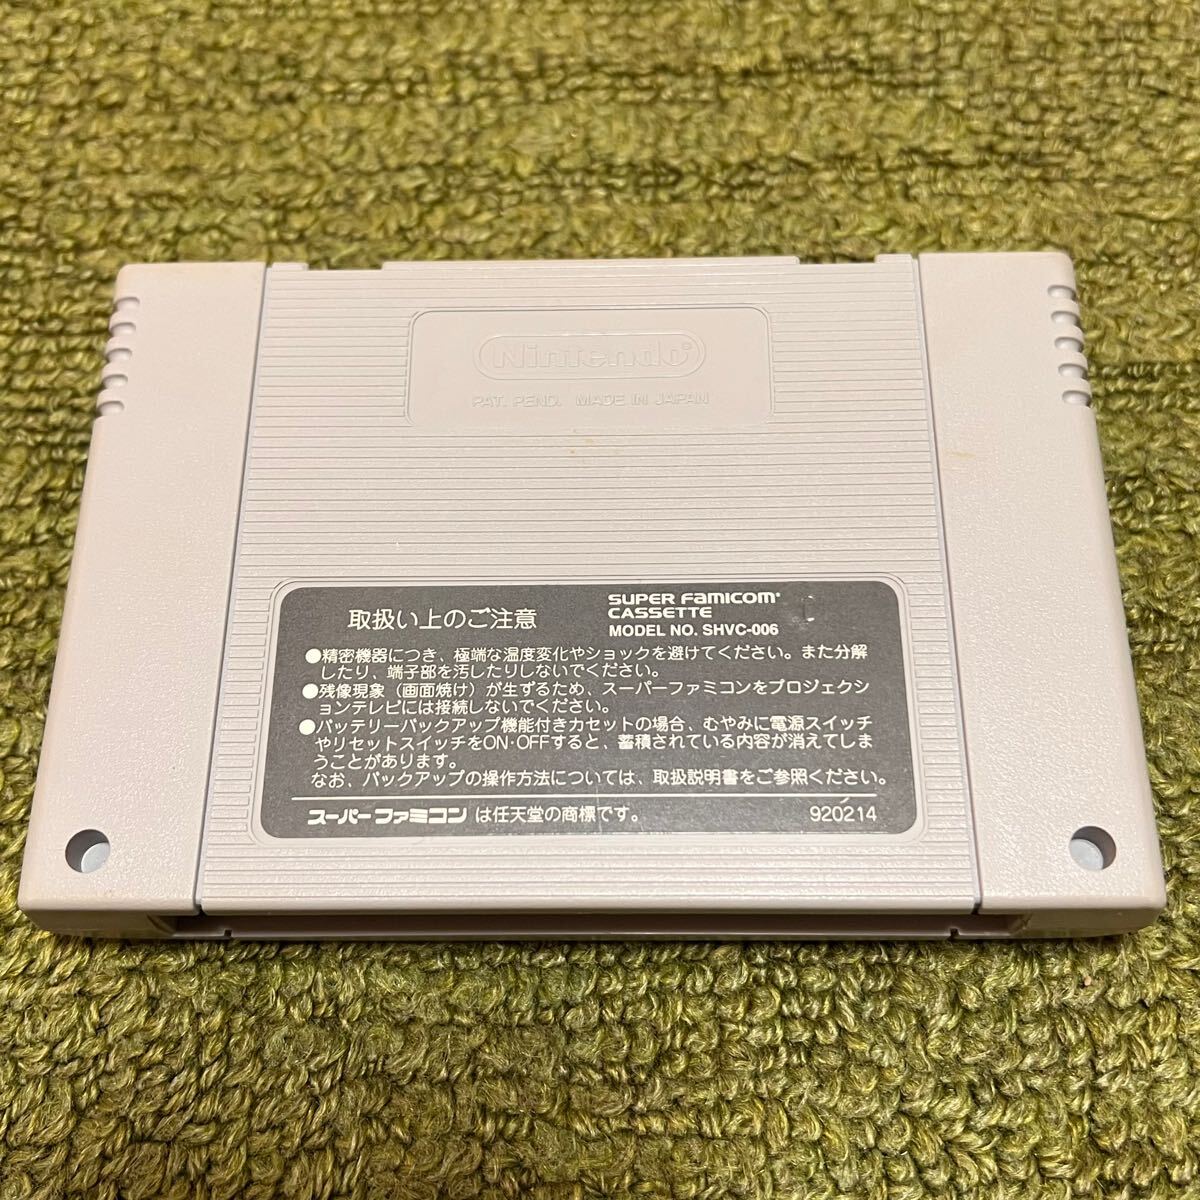 Nintendo®
PAT. PEND. MADE IN JAPAN
取扱い上のご注意
SUPER FAMICOM®
CASSETTE
MODEL NO. SHVC-006
●精密機器につき、極端な温度変化やショックを避けてください。また分解
したり、端子部を汚したりしないでください。
●残像現象（画面焼け）が生ずるため、スーパーファミコンをプロジェクシ
ョンテレビには接続しないでください。
●バッテリーバックアップ機能付きカセットの場合、むやみに電源スイッチ
やリセットスイッチをON・OFFすると、蓄積されている内容が消えてしま
うことがあります。
なお、バックアップの操作方法については、取扱説明書をご参照ください。
スーパーファミコン は任天堂の商標です。
920214